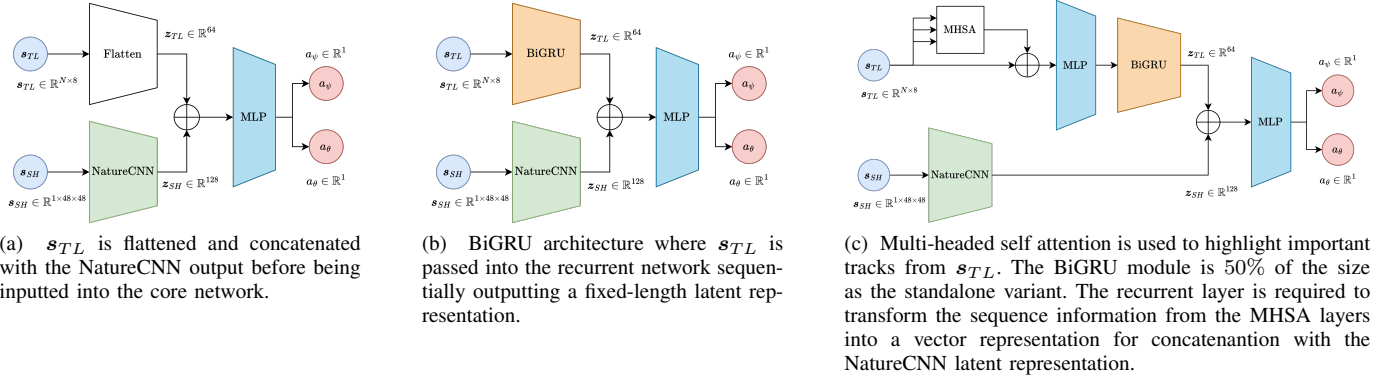 s_TL
s_TL ∈ ℝ^{N×8}
Flatten
z_TL ∈ ℝ^64
s_SH
s_SH ∈ ℝ^{1×48×48}
NatureCNN
z_SH ∈ ℝ^128
MLP
a_ψ ∈ ℝ^1
a_ψ
a_θ
a_θ ∈ ℝ^1
(a) s_TL is flattened and concatenated
with the NatureCNN output before being
inputted into the core network.
s_TL
s_TL ∈ ℝ^{N×8}
BiGRU
z_TL ∈ ℝ^64
s_SH
s_SH ∈ ℝ^{1×48×48}
NatureCNN
z_SH ∈ ℝ^128
MLP
a_ψ ∈ ℝ^1
a_ψ
a_θ
a_θ ∈ ℝ^1
(b) BiGRU architecture where s_TL is
passed into the recurrent network sequen-
tially outputting a fixed-length latent rep-
resentation.
s_TL
s_TL ∈ ℝ^{N×8}
MHSA
MLP
BiGRU
z_TL ∈ ℝ^64
s_SH
s_SH ∈ ℝ^{1×48×48}
NatureCNN
z_SH ∈ ℝ^128
MLP
a_ψ ∈ ℝ^1
a_ψ
a_θ
a_θ ∈ ℝ^1
(c) Multi-headed self attention is used to highlight important
tracks from s_TL. The BiGRU module is 50% of the size
as the standalone variant. The recurrent layer is required to
transform the sequence information from the MHSA layers
into a vector representation for concatenantion with the
NatureCNN latent representation.